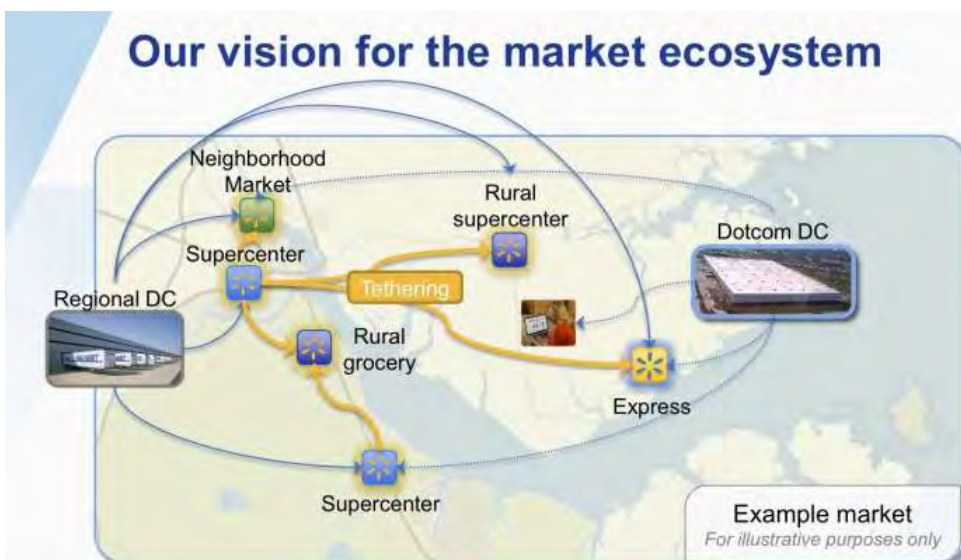 Our vision for the market ecosystem
Neighborhood
Market
Rural
supercenter
Dotcom DC
Supercenter
Tethering
Regional DC
Rural
grocery
Express
Supercenter
Example market
For illustrative purposes only